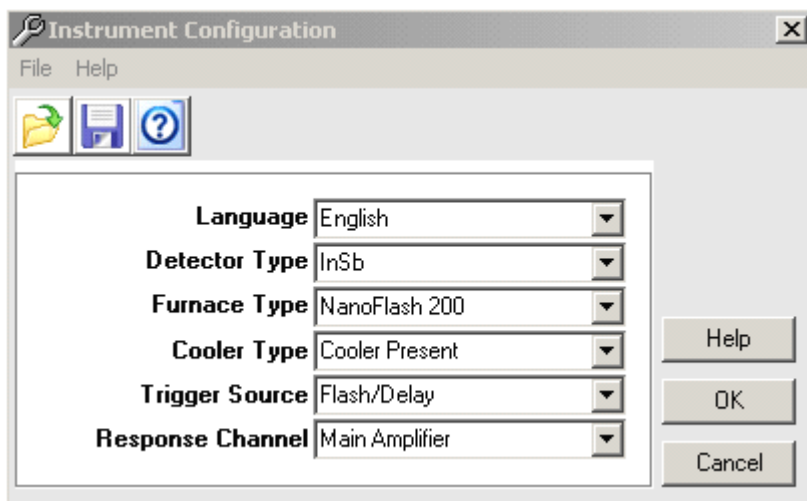 Instrument Configuration
File Help
Language English
Detector Type InSb
Furnace Type NanoFlash 200
Cooler Type Cooler Present
Trigger Source Flash/Delay
Response Channel Main Amplifier
Help
OK
Cancel